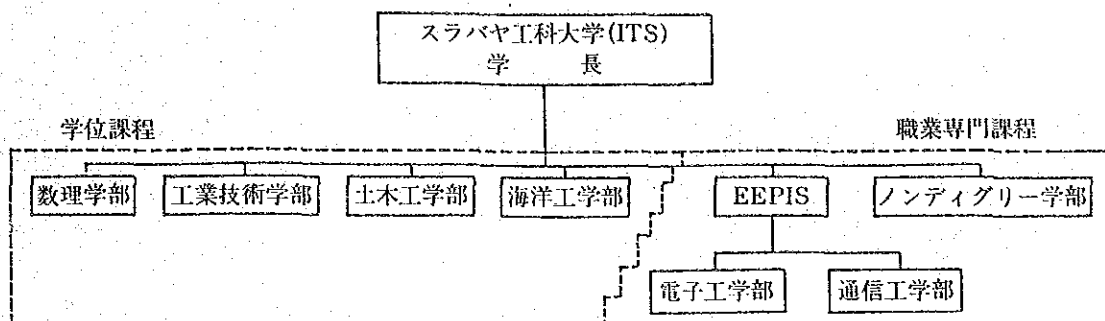 スラバヤ工科大学(ITS)
学 長
学位課程
職業専門課程
数理学部
工業技術学部
土木工学部
海洋工学部
EEPIS
ノンディグリー学部
電子工学部
通信工学部